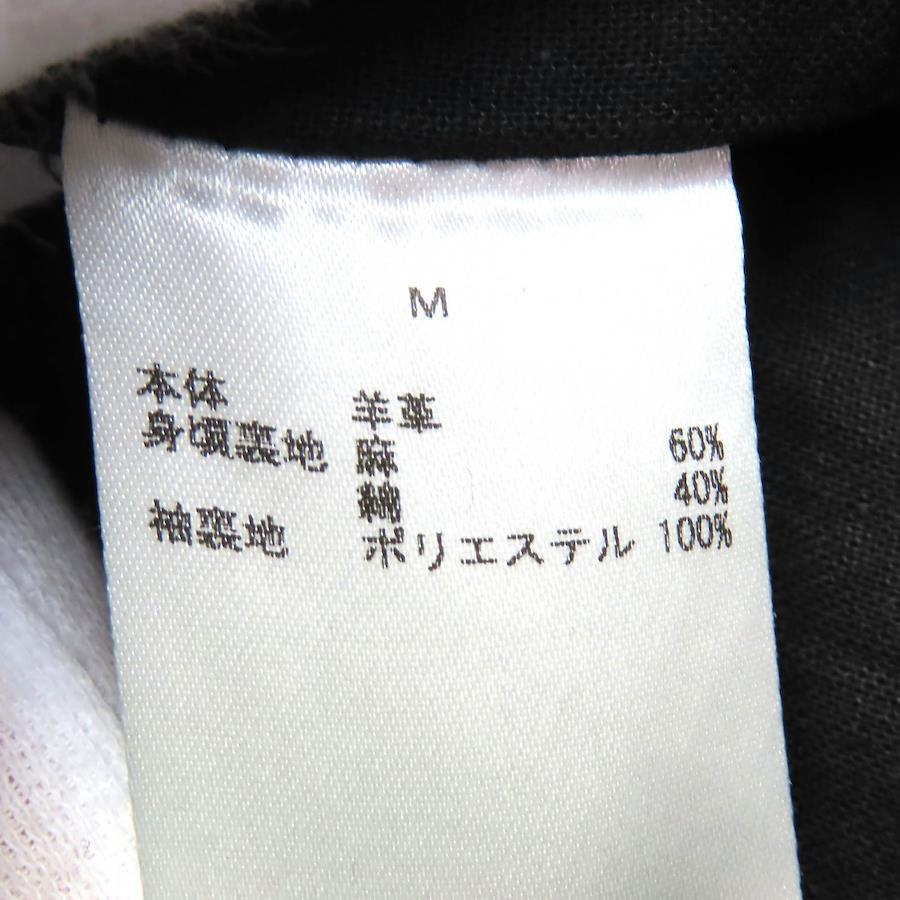 M
本体 羊革
身頃裏地 麻 60%
綿 40%
袖裏地 ポリエステル 100%